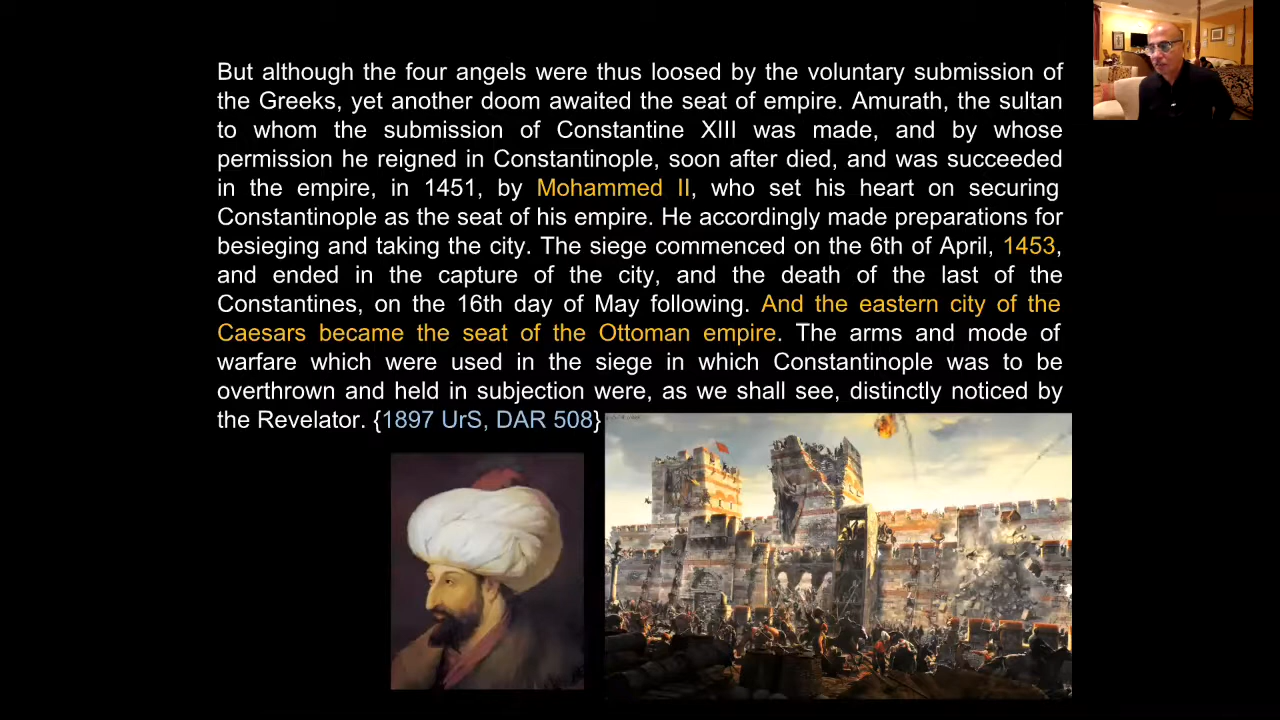 But although the four angels were thus loosed by the voluntary submission of
the Greeks, yet another doom awaited the seat of empire. Amurath, the sultan
to whom the submission of Constantine XIII was made, and by whose
permission he reigned in Constantinople, soon after died, and was succeeded
in the empire, in 1451, by Mohammed II, who set his heart on securing
Constantinople as the seat of his empire. He accordingly made preparations for
besieging and taking the city. The siege commenced on the 6th of April, 1453,
and ended in the capture of the city, and the death of the last of the
Constantines, on the 16th day of May following. And the eastern city of the
Caesars became the seat of the Ottoman empire. The arms and mode of
warfare which were used in the siege in which Constantinople was to be
overthrown and held in subjection were, as we shall see, distinctly noticed by
the Revelator. {1897 UrS, DAR 508}